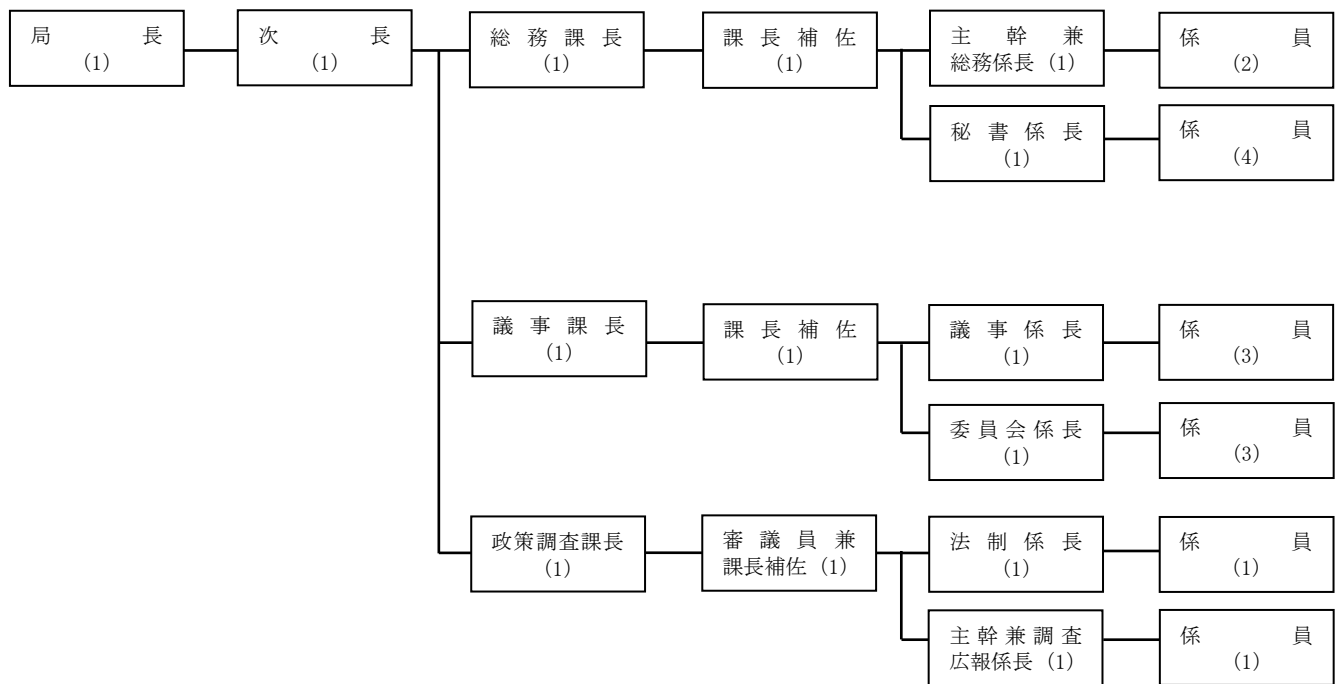 局長
(1)
次長
(1)
総務課長
(1)
課長補佐
(1)
主幹兼
総務係長 (1)
係員
(2)
秘書係長
(1)
係員
(4)
議事課長
(1)
課長補佐
(1)
議事係長
(1)
係員
(3)
委員会係長
(1)
係員
(3)
政策調査課長
(1)
審議員兼
課長補佐 (1)
法制係長
(1)
係員
(1)
主幹兼調査
広報係長 (1)
係員
(1)